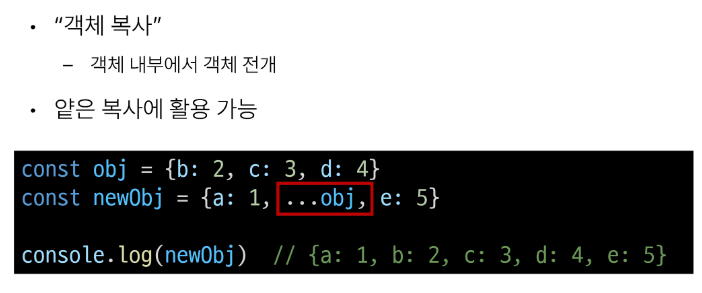 • “객체 복사”
– 객체 내부에서 객체 전개
• 얕은 복사에 활용 가능
const obj = {b: 2, c: 3, d: 4}
const newObj = {a: 1, ...obj, e: 5}
console.log(newObj)  // {a: 1, b: 2, c: 3, d: 4, e: 5}